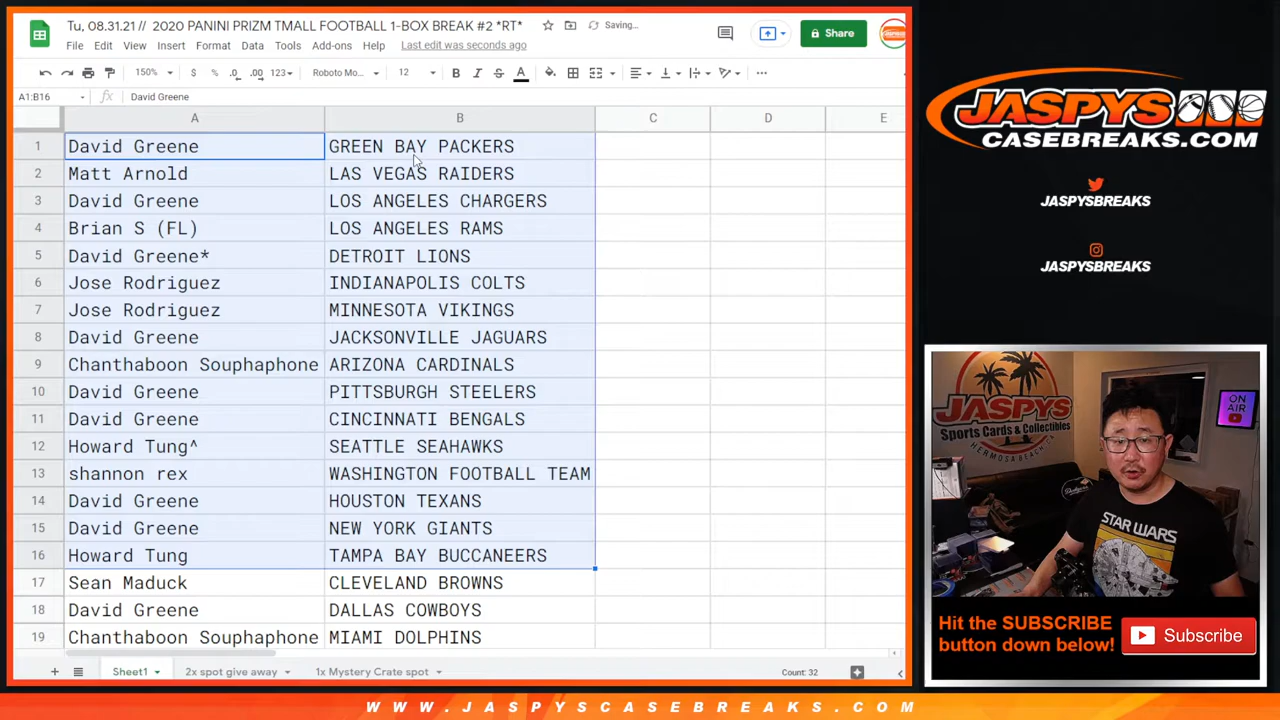 Tu, 08.31.21 // 2020 PANINI PRIZM TMALL FOOTBALL 1-BOX BREAK #2 *RT*
Saving...
File Edit View Insert Format Data Tools Add-ons Help Last edit was seconds ago
Share
150% $ % .0 .00 123 Roboto Mo... 12 B I S A
A1:B16 fx David Greene
A B C D E
1 David Greene GREEN BAY PACKERS
2 Matt Arnold LAS VEGAS RAIDERS
3 David Greene LOS ANGELES CHARGERS
4 Brian S (FL) LOS ANGELES RAMS
5 David Greene* DETROIT LIONS
6 Jose Rodriguez INDIANAPOLIS COLTS
7 Jose Rodriguez MINNESOTA VIKINGS
8 David Greene JACKSONVILLE JAGUARS
9 Chanthaboon Souphaphone ARIZONA CARDINALS
10 David Greene PITTSBURGH STEELERS
11 David Greene CINCINNATI BENGALS
12 Howard Tung^ SEATTLE SEAHAWKS
13 shannon rex WASHINGTON FOOTBALL TEAM
14 David Greene HOUSTON TEXANS
15 David Greene NEW YORK GIANTS
16 Howard Tung TAMPA BAY BUCCANEERS
17 Sean Maduck CLEVELAND BROWNS
18 David Greene DALLAS COWBOYS
19 Chanthaboon Souphaphone MIAMI DOLPHINS
Sheet1 2x spot give away 1x Mystery Crate spot Count: 32
JASPYS
CASEBREAKS.COM
JASPYSBREAKS
JASPYSBREAKS
JASPYS
Sports Cards & Collectibles
HERMOSA BEACH
ON AIR
STAR WARS
Hit the SUBSCRIBE
button down below!
Subscribe
WWW.JASPYSCASEBREAKS.COM